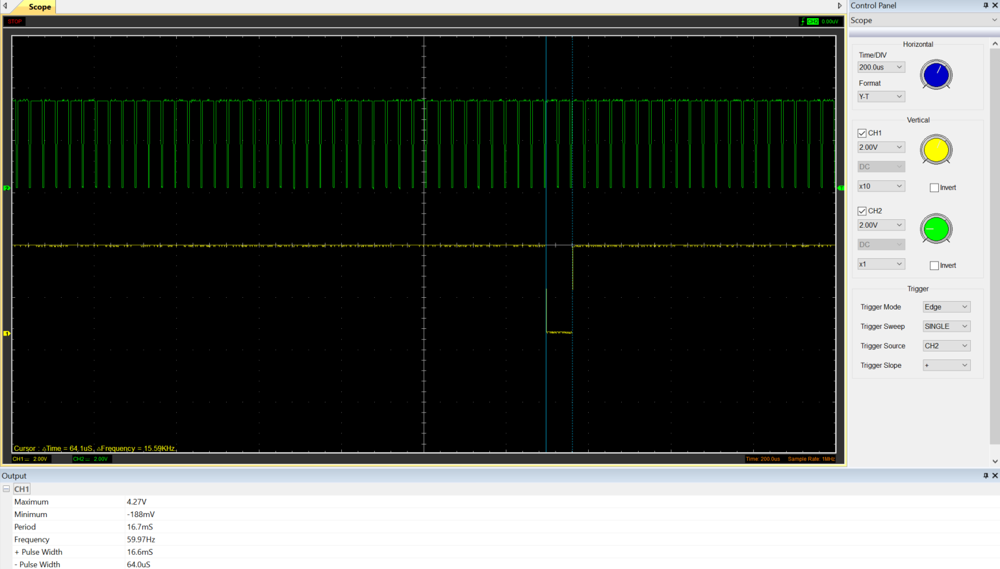 Scope
Control Panel
Scope
STOP
CH2 0.00uV
Horizontal
Time/DIV
200.0us
Format
Y-T
Vertical
CH1
2.00V
DC
x10
Invert
CH2
2.00V
DC
x1
Invert
Trigger
Trigger Mode Edge
Trigger Sweep SINGLE
Trigger Source CH2
Trigger Slope +
2
T
1
Cursor : △Time = 64.1uS, △Frequency = 15.59KHz,
CH1 2.00V CH2 2.00V Time: 200.0us Sample Rate: 1MHz
Output
CH1
Maximum 4.27V
Minimum -188mV
Period 16.7mS
Frequency 59.97Hz
+ Pulse Width 16.6mS
- Pulse Width 64.0uS